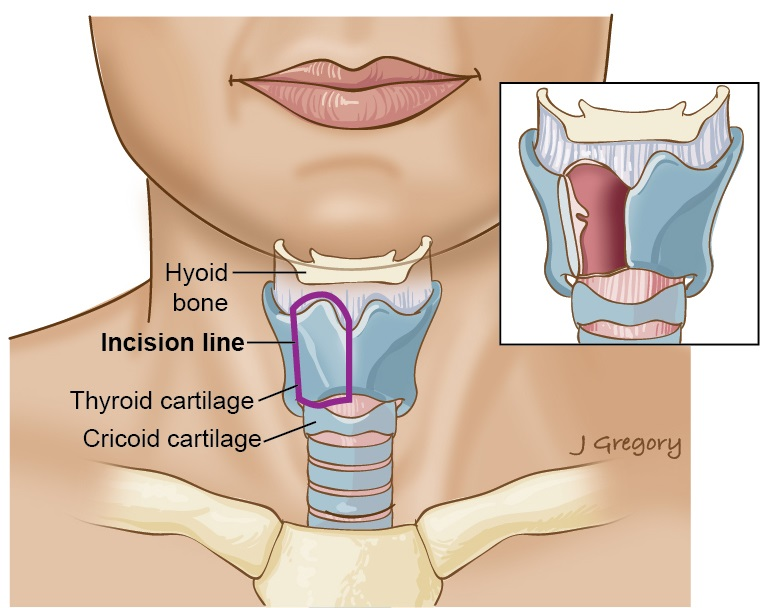 Hyoid
bone
Incision line
Thyroid cartilage
Cricoid cartilage
J Gregory